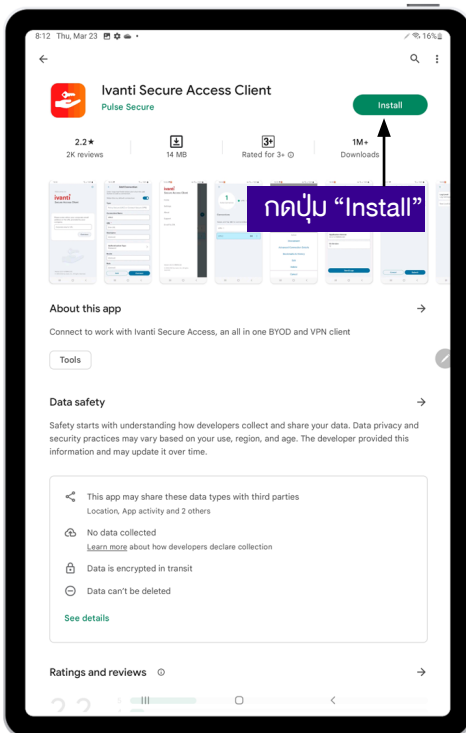 8:12 Thu, Mar 23
16%
Ivanti Secure Access Client
Pulse Secure
Install
2.2★
2K reviews
14 MB
3+
Rated for 3+
1M+
Downloads
ivanti
ivanti
1
กดปุ่ม “Install”
About this app
Connect to work with Ivanti Secure Access, an all in one BYOD and VPN client
Tools
Data safety
Safety starts with understanding how developers collect and share your data. Data privacy and
security practices may vary based on your use, region, and age. The developer provided this
information and may update it over time.
This app may share these data types with third parties
Location, App activity and 2 others
No data collected
Learn more about how developers declare collection
Data is encrypted in transit
Data can’t be deleted
See details
Ratings and reviews
2.2